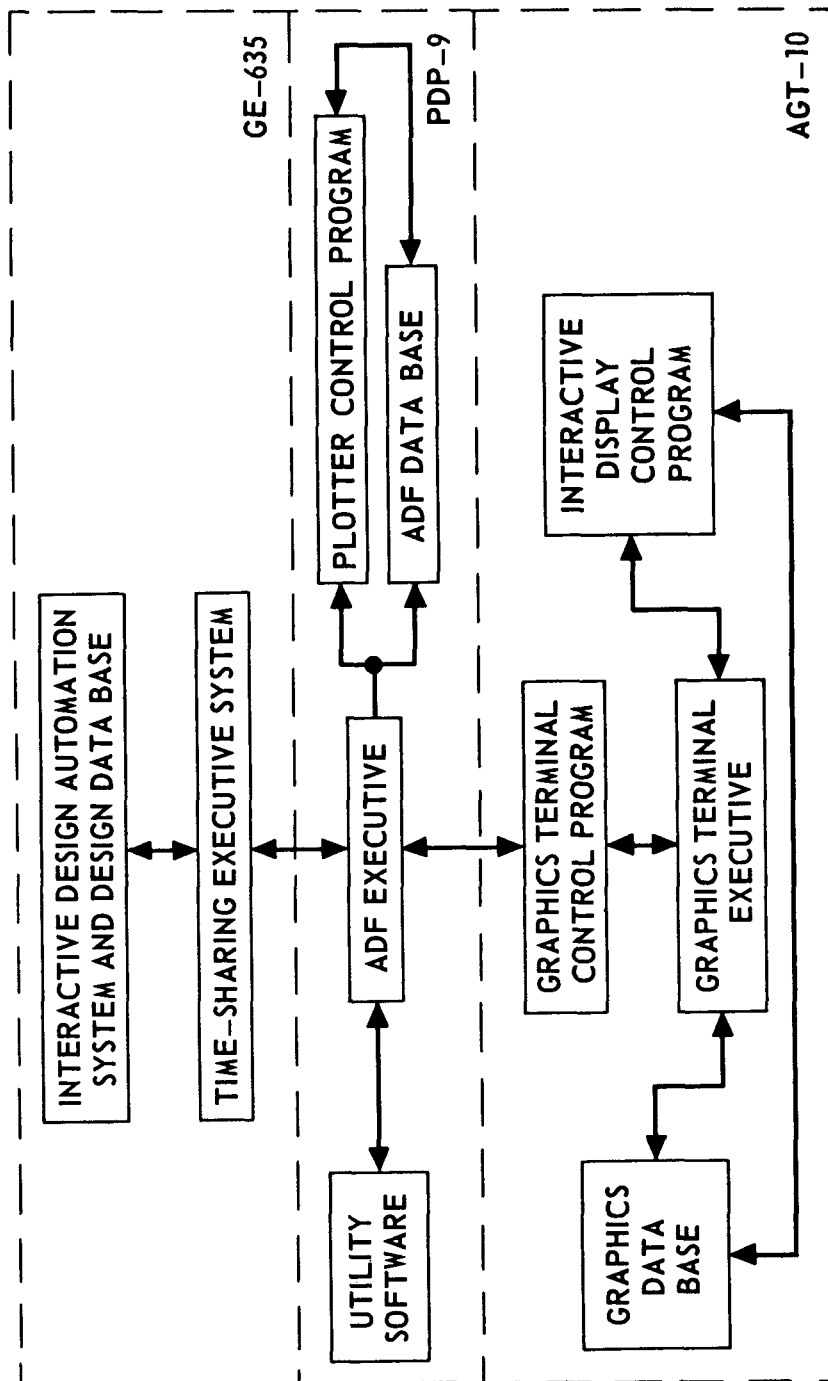 INTERACTIVE DESIGN AUTOMATION
SYSTEM AND DESIGN DATA BASE
TIME-SHARING EXECUTIVE SYSTEM
GE-635
UTILITY
SOFTWARE
ADF EXECUTIVE
PLOTTER CONTROL PROGRAM
ADF DATA BASE
PDP-9
GRAPHICS TERMINAL
CONTROL PROGRAM
GRAPHICS
DATA
BASE
GRAPHICS TERMINAL
EXECUTIVE
INTERACTIVE
DISPLAY
CONTROL
PROGRAM
AGT-10